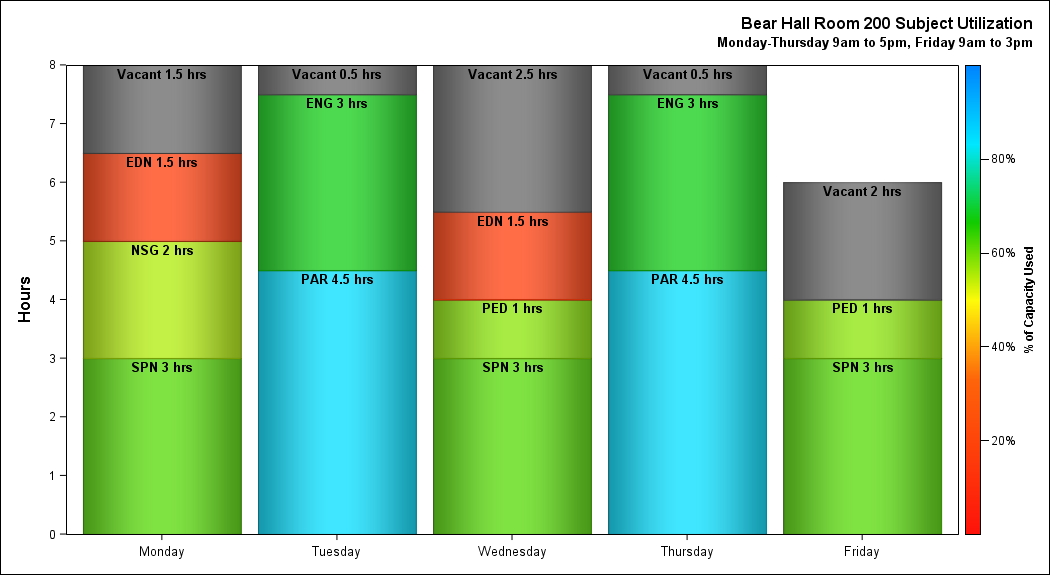 Bear Hall Room 200 Subject Utilization
Monday-Thursday 9am to 5pm, Friday 9am to 3pm
Hours
8
7
6
5
4
3
2
1
0
Vacant 1.5 hrs
EDN 1.5 hrs
NSG 2 hrs
SPN 3 hrs
Vacant 0.5 hrs
ENG 3 hrs
PAR 4.5 hrs
Vacant 2.5 hrs
EDN 1.5 hrs
PED 1 hrs
SPN 3 hrs
Vacant 0.5 hrs
ENG 3 hrs
PAR 4.5 hrs
Vacant 2 hrs
PED 1 hrs
SPN 3 hrs
Monday
Tuesday
Wednesday
Thursday
Friday
80%
60%
40%
20%
% of Capacity Used